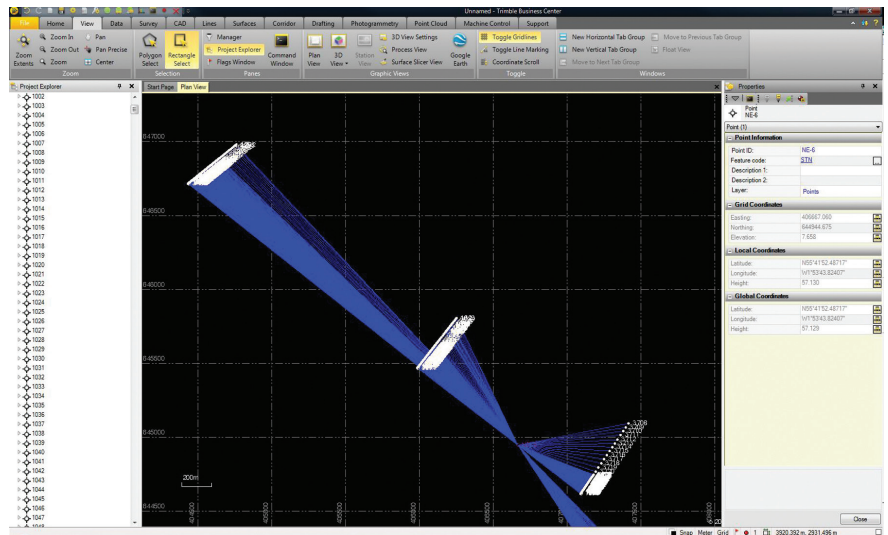 Unnamed - Trimble Business Center
File Home View Data Survey CAD Lines Surfaces Corridor Drafting Photogrammetry Point Cloud Machine Control Support
Zoom Extents
Zoom In
Zoom Out
Zoom
Pan
Pan Precise
Center
Zoom
Polygon Select
Rectangle Select
Selection
Manager
Project Explorer
Flags Window
Command Window
Panes
Plan View
3D View
Station View
3D View Settings
Process View
Surface Slicer View
Google Earth
Graphic Views
Toggle Gridlines
Toggle Line Marking
Coordinate Scroll
Toggle
New Horizontal Tab Group
New Vertical Tab Group
Move to Next Tab Group
Move to Previous Tab Group
Float View
Windows
Project Explorer
1002
1003
1004
1005
1006
1007
1008
1009
1010
1011
1012
1013
1014
1015
1016
1017
1018
1019
1020
1021
1022
1023
1024
1025
1026
1027
1028
1029
1030
1031
1032
1033
1034
1035
1036
1037
1038
1039
1040
1041
1042
1043
1044
1045
1046
1047
Start Page Plan View
647000
646500
646000
645500
645000
644500
200m
3708
Properties
Point
NE-6
Point (1)
Point Information
Point ID: NE-6
Feature code: STN
Description 1:
Description 2:
Layer: Points
Grid Coordinates
Easting: 406667.060
Northing: 644944.675
Elevation: 7.658
Local Coordinates
Latitude: N55°41'52.48717"
Longitude: W1°53'43.82407"
Height: 57.130
Global Coordinates
Latitude: N55°41'52.48717"
Longitude: W1°53'43.82407"
Height: 57.129
Close
Snap Meter Grid 1 3920.392 m, 2931.496 m